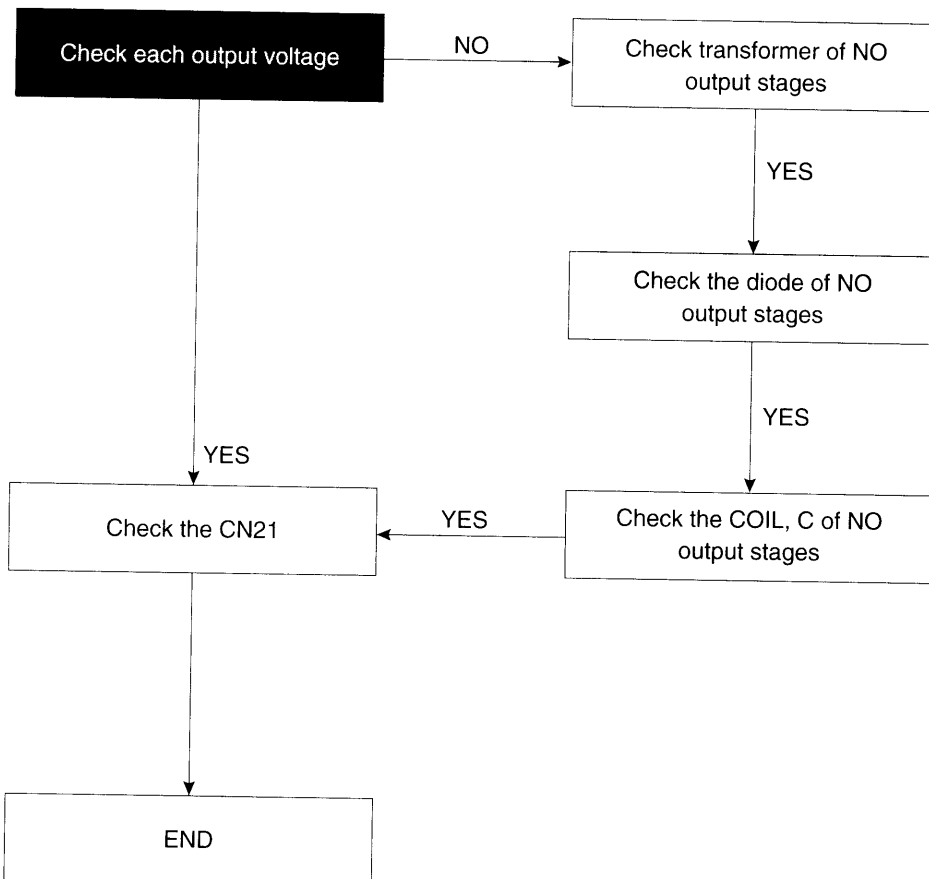 Check each output voltage
NO
Check transformer of NO
output stages
YES
Check the diode of NO
output stages
YES
YES
Check the CN21
YES
Check the COIL, C of NO
output stages
END